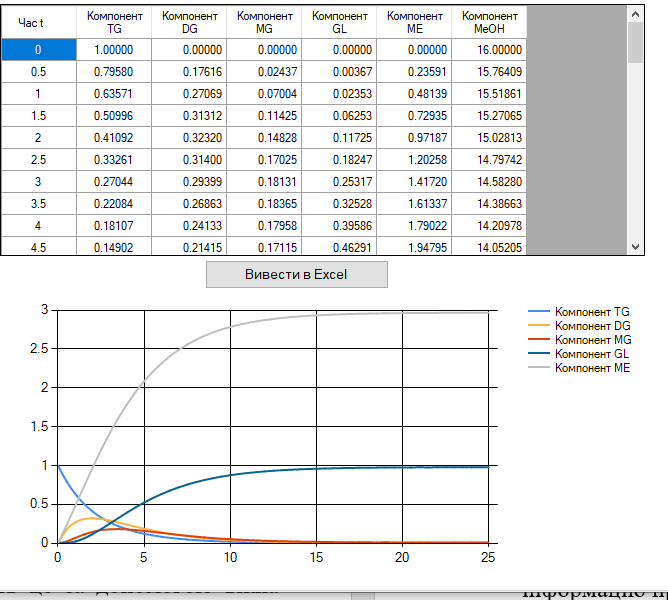 Час t Компонент TG Компонент DG Компонент MG Компонент GL Компонент ME Компонент MeOH
0 1.00000 0.00000 0.00000 0.00000 0.00000 16.00000
0.5 0.79580 0.17616 0.02437 0.00367 0.23591 15.76409
1 0.63571 0.27069 0.07004 0.02353 0.48139 15.51861
1.5 0.50996 0.31312 0.11425 0.06253 0.72935 15.27065
2 0.41092 0.32320 0.14828 0.11725 0.97187 15.02813
2.5 0.33261 0.31400 0.17025 0.18247 1.20258 14.79742
3 0.27044 0.29399 0.18131 0.25317 1.41720 14.58280
3.5 0.22084 0.26863 0.18365 0.32528 1.61337 14.38663
4 0.18107 0.24133 0.17958 0.39586 1.79022 14.20978
4.5 0.14902 0.21415 0.17115 0.46291 1.94795 14.05205
Вивести в Excel
3
2.5
2
1.5
1
0.5
0
0 5 10 15 20 25
Компонент TG
Компонент DG
Компонент MG
Компонент GL
Компонент ME